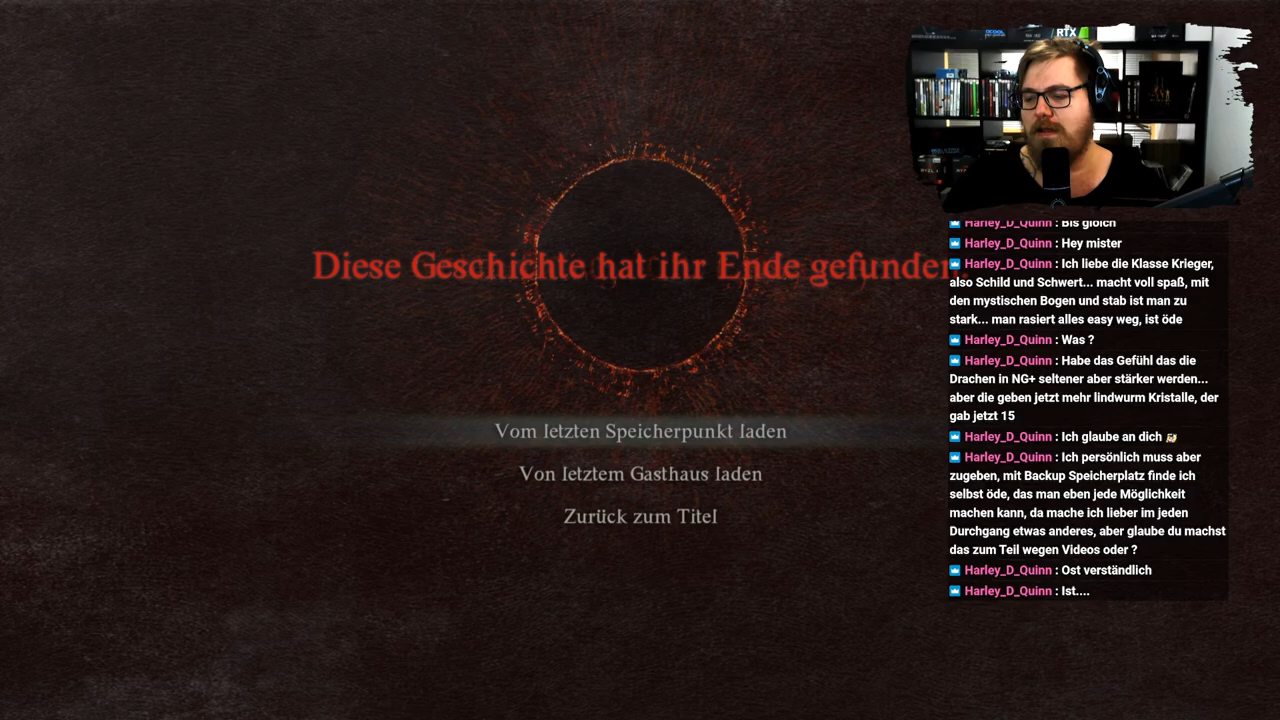 RTX
Harley_D_Quinn : Bis gloich
Harley_D_Quinn : Hey mister
Diese Geschichte hat ihr Ende gefunden.
Harley_D_Quinn : Ich liebe die Klasse Krieger,
also Schild und Schwert... macht voll spaß, mit
den mystischen Bogen und stab ist man zu
stark... man rasiert alles easy weg, ist öde
Harley_D_Quinn : Was ?
Harley_D_Quinn : Habe das Gefühl das die
Drachen in NG+ seltener aber stärker werden...
aber die geben jetzt mehr lindwurm Kristalle, der
gab jetzt 15
Harley_D_Quinn : Ich glaube an dich
Harley_D_Quinn : Ich persönlich muss aber
zugeben, mit Backup Speicherplatz finde ich
selbst öde, das man eben jede Möglichkeit
machen kann, da mache ich lieber im jeden
Durchgang etwas anderes, aber glaube du machst
das zum Teil wegen Videos oder ?
Harley_D_Quinn : Ost verständlich
Harley_D_Quinn : Ist....
Vom letzten Speicherpunkt laden
Von letztem Gasthaus laden
Zurück zum Titel